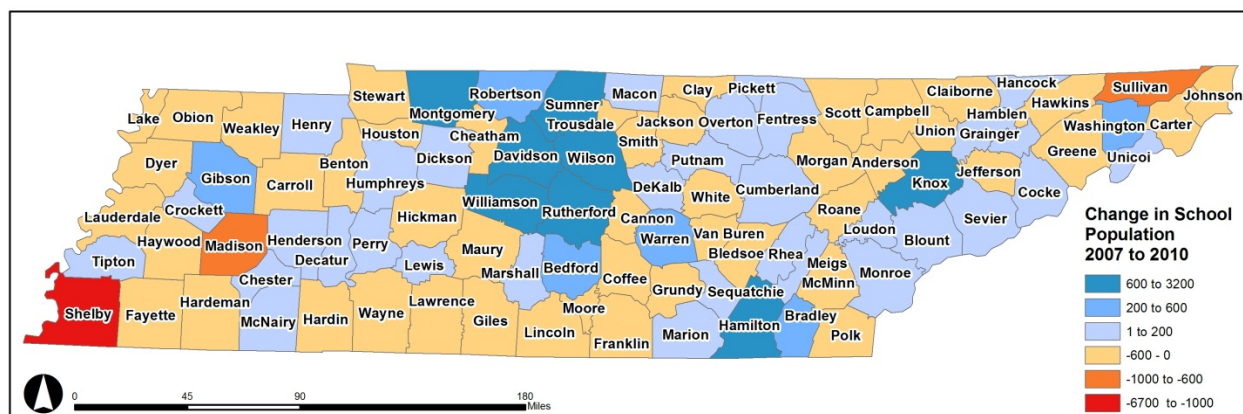 Stewart
Montgomery
Robertson
Sumner
Trousdale
Macon
Clay
Pickett
Hancock
Claiborne
Sullivan
Johnson
Lake
Obion
Weakley
Henry
Houston
Cheatham
Jackson
Overton
Fentress
Scott
Campbell
Hamblen
Hawkins
Washington
Carter
Union
Grainger
Greene
Unicoi
Dyer
Gibson
Carroll
Benton
Humphreys
Dickson
Davidson
Wilson
Smith
Putnam
Morgan
Anderson
Knox
Jefferson
Cocke
Crockett
Lauderdale
Haywood
Madison
Henderson
Decatur
Perry
Hickman
Williamson
Rutherford
Cannon
DeKalb
White
Cumberland
Roane
Loudon
Blount
Sevier
Tipton
Chester
Lewis
Maury
Marshall
Bedford
Coffee
Warren
Van Buren
Bledsoe
Rhea
Meigs
McMinn
Monroe
Shelby
Fayette
Hardeman
McNairy
Hardin
Wayne
Lawrence
Giles
Lincoln
Moore
Franklin
Grundy
Sequatchie
Marion
Hamilton
Bradley
Polk
Change in School
Population
2007 to 2010
600 to 3200
200 to 600
1 to 200
-600 - 0
-1000 to -600
-6700 to -1000
0 45 90 180
Miles